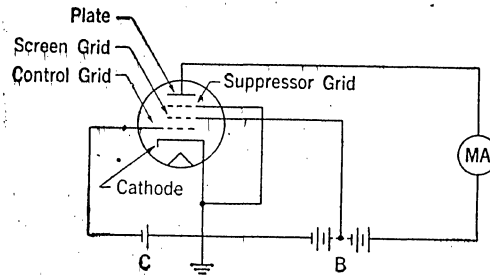 Plate
Screen Grid
Control Grid
Suppressor Grid
MA
Cathode
C
B